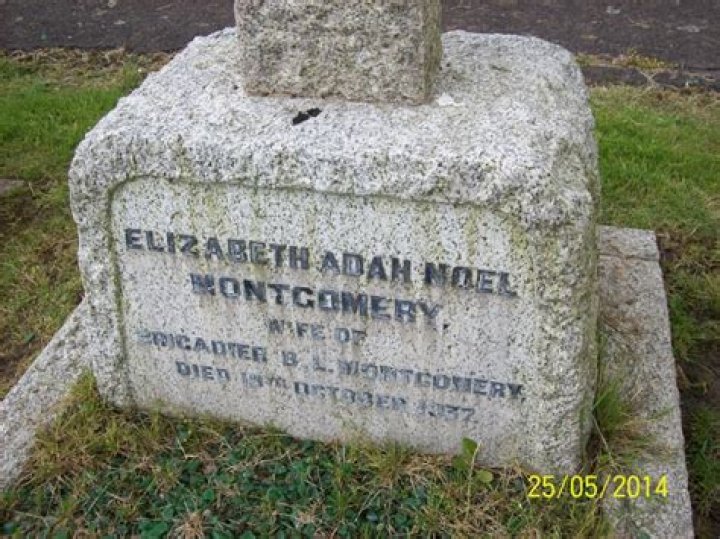 ELIZABETH ADAH NOEL
MONTGOMERY,
WIFE OF
BRIGADIER B. L. MONTGOMERY,
DIED 19TH OCTOBER 1937
25/05/2014